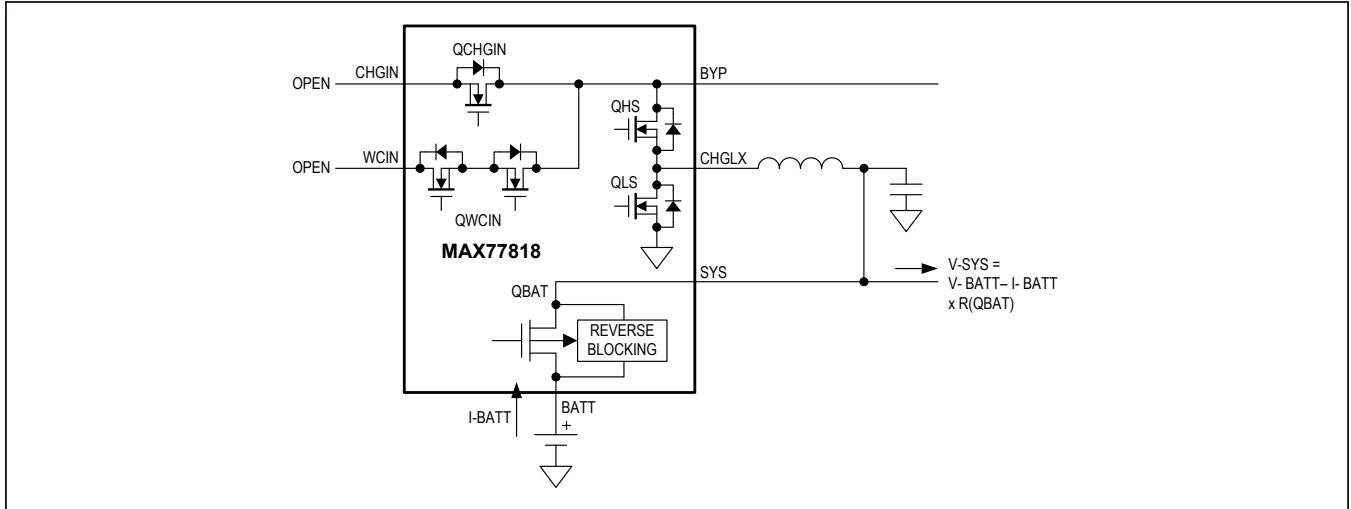 QCHGIN
OPEN
CHGIN
BYP
QHS
OPEN
WCIN
CHGLX
QLS
QWCIN
MAX77818
SYS
V-SYS =
V- BATT– I- BATT
x R(QBAT)
QBAT
REVERSE
BLOCKING
I-BATT
BATT
+